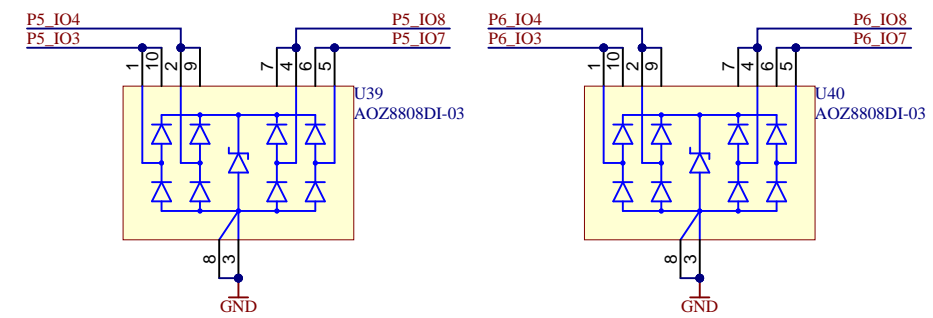 P5_IO4 P5_IO8 P6_IO4 P6_IO8
P5_IO3 P5_IO7 P6_IO3 P6_IO7
1 10 2 9 7 4 6 5 1 10 2 9 7 4 6 5
U39 U40
AOZ8808DI-03 AOZ8808DI-03
8 3 8 3
GND GND